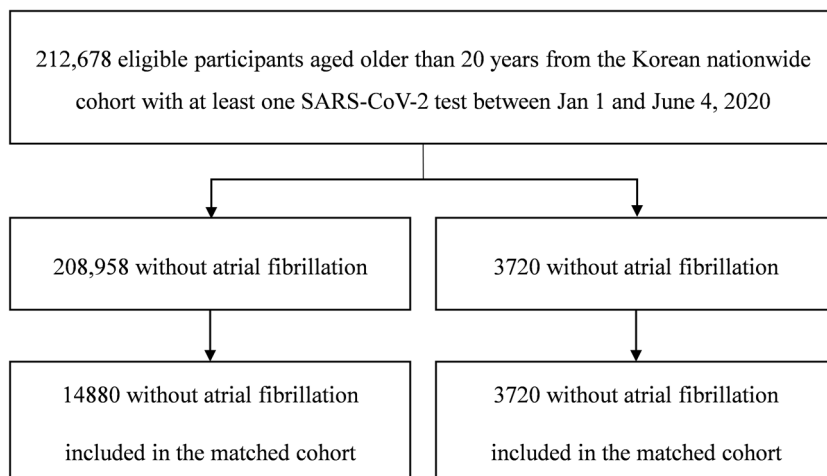 212,678 eligible participants aged older than 20 years from the Korean nationwide
cohort with at least one SARS-CoV-2 test between Jan 1 and June 4, 2020
208,958 without atrial fibrillation
3720 without atrial fibrillation
14880 without atrial fibrillation
included in the matched cohort
3720 without atrial fibrillation
included in the matched cohort